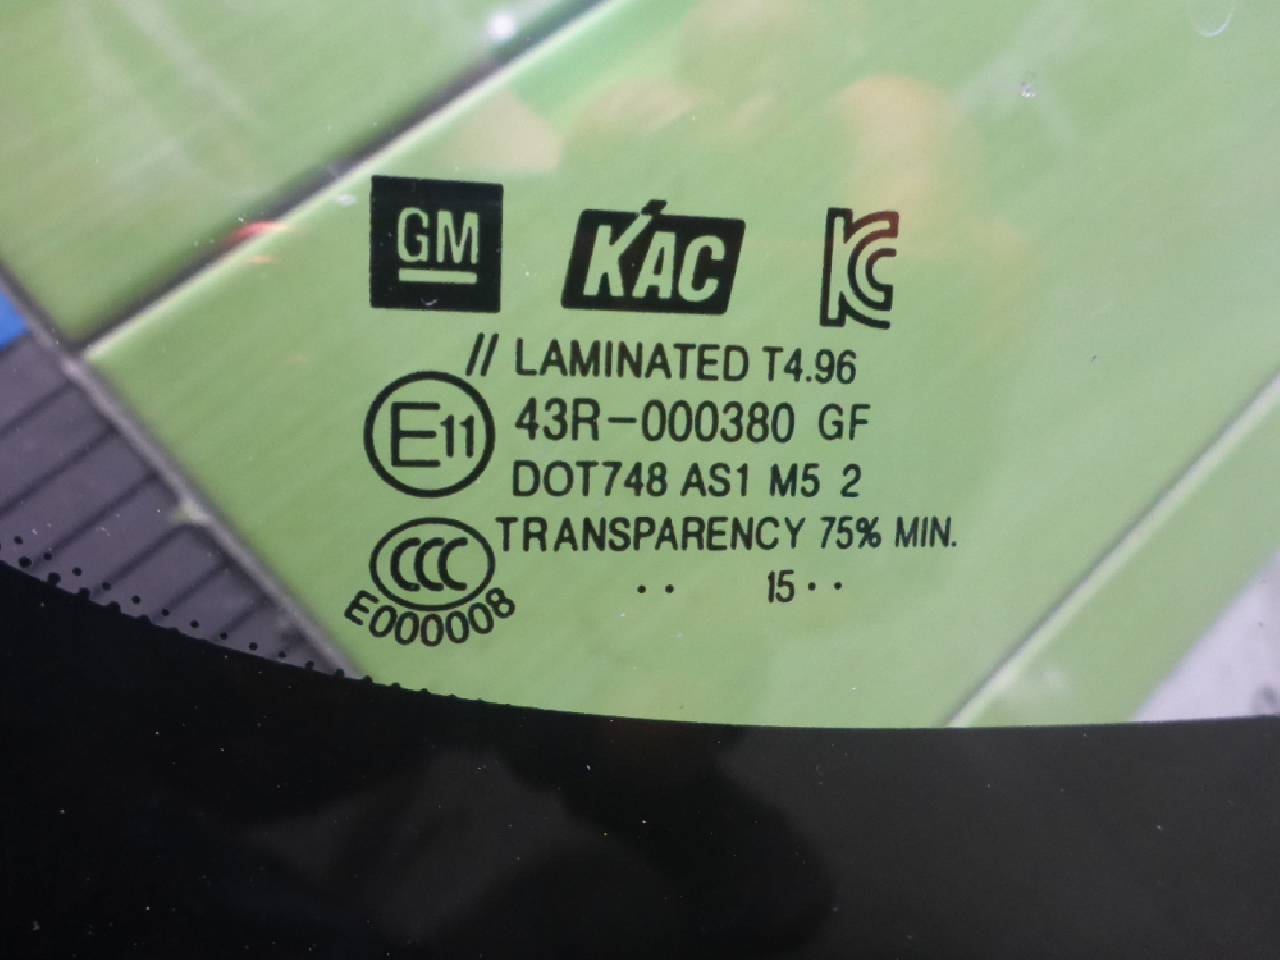 GM KAC KC
// LAMINATED T4.96
E11 43R-000380 GF
DOT748 AS1 M5 2
TRANSPARENCY 75% MIN.
CCC
.. 15 ..
E000008